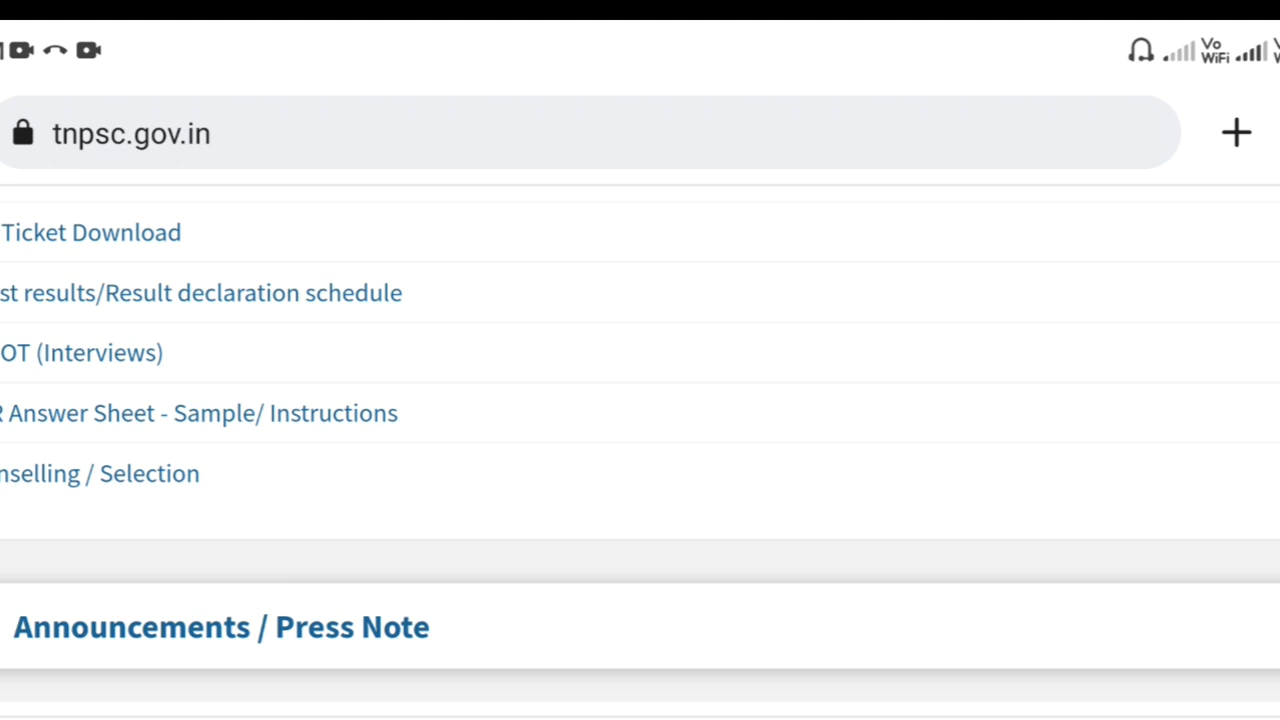 Vo
WiFi
tnpsc.gov.in
Ticket Download
st results/Result declaration schedule
OT (Interviews)
R Answer Sheet - Sample/ Instructions
nselling / Selection
Announcements / Press Note